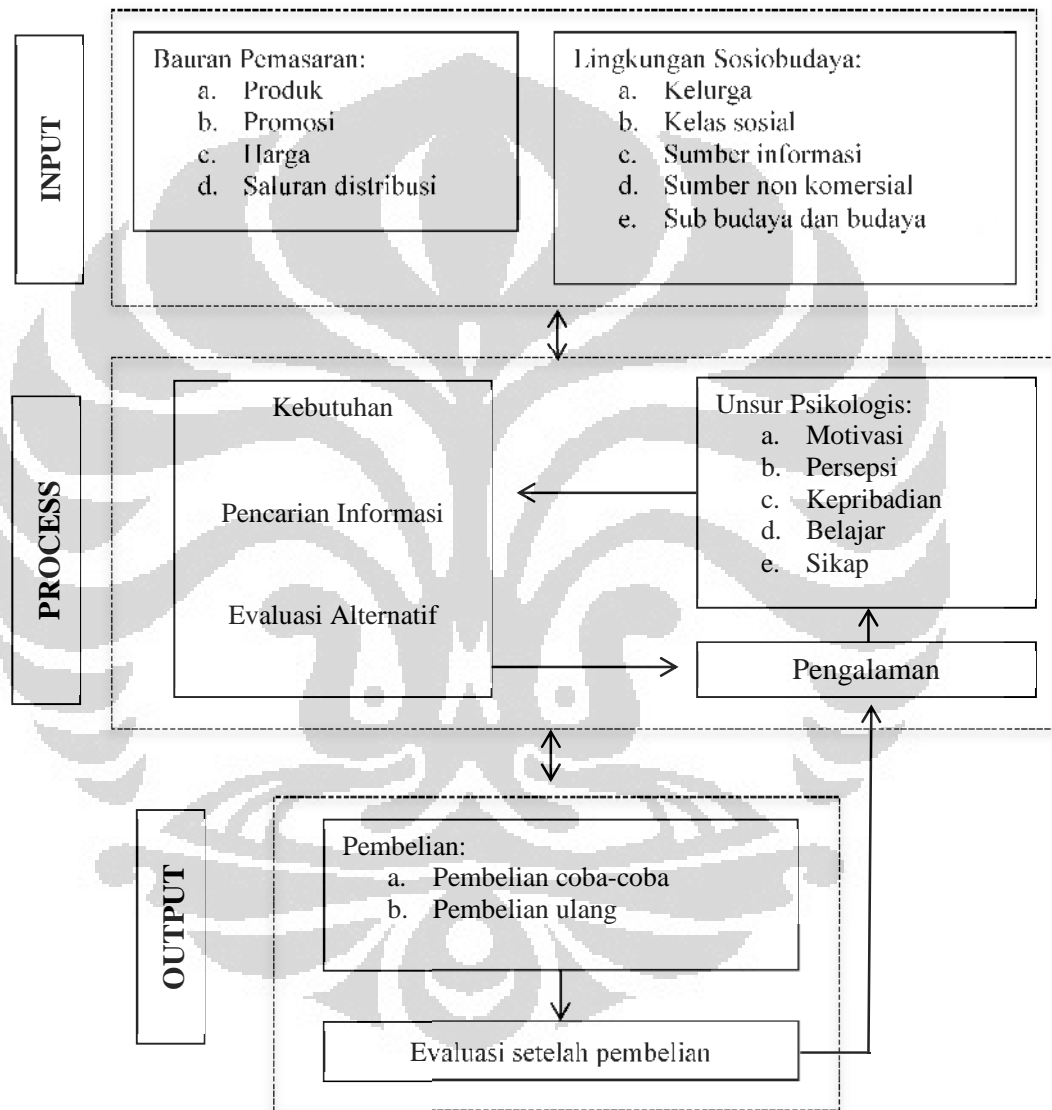 INPUT
Bauran Pemasaran:
a. Produk
b. Promosi
c. Harga
d. Saluran distribusi
Lingkungan Sosiobudaya:
a. Kelurga
b. Kelas sosial
c. Sumber informasi
d. Sumber non komersial
e. Sub budaya dan budaya
PROCESS
Kebutuhan
Pencarian Informasi
Evaluasi Alternatif
Unsur Psikologis:
a. Motivasi
b. Persepsi
c. Kepribadian
d. Belajar
e. Sikap
Pengalaman
OUTPUT
Pembelian:
a. Pembelian coba-coba
b. Pembelian ulang
Evaluasi setelah pembelian